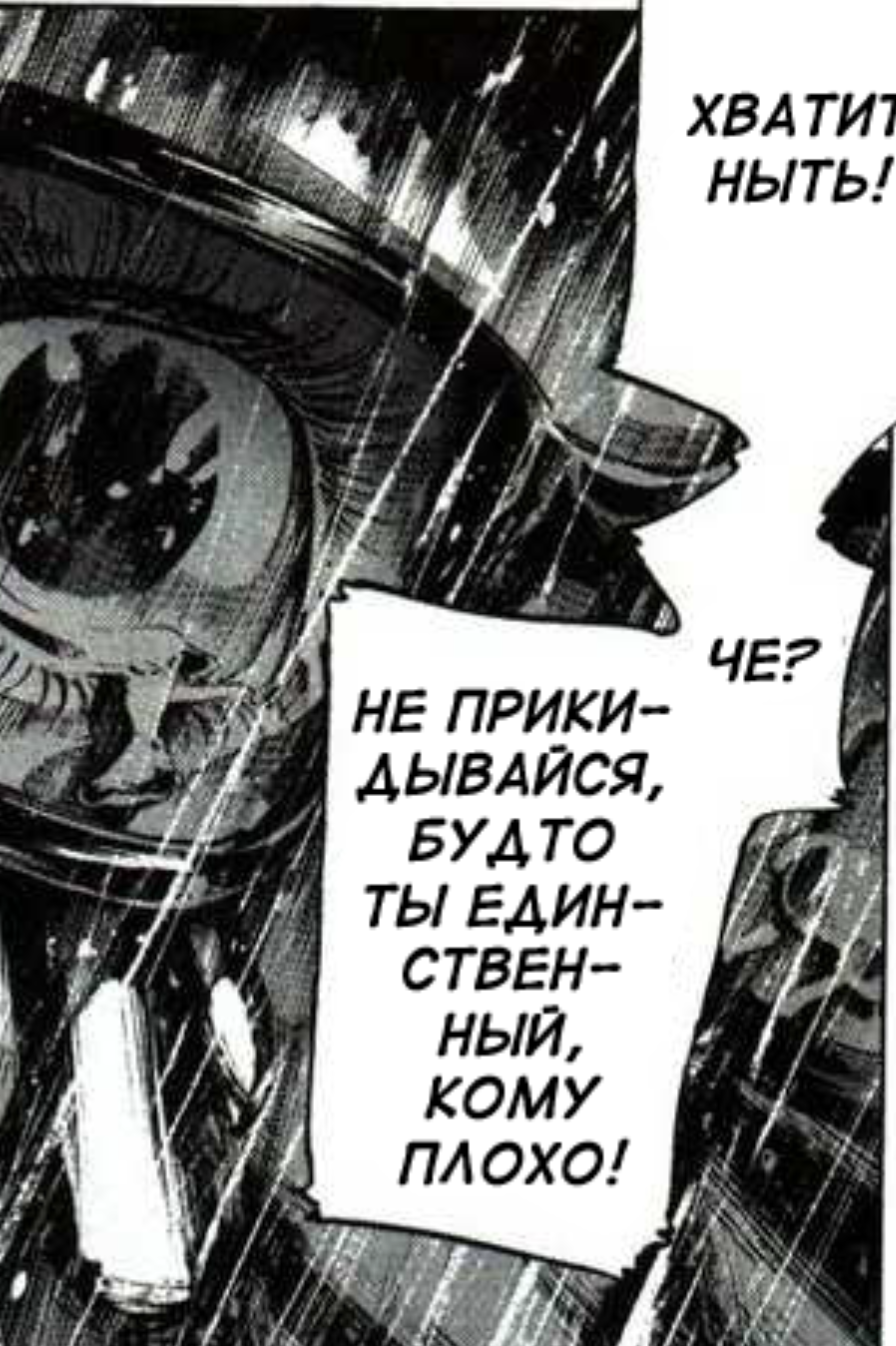 ХВАТИТ
НЫТЬ!
ЧЕ?
НЕ ПРИКИ-
ДЫВАЙСЯ,
БУДТО
ТЫ ЕДИН-
СТВЕН-
НЫЙ,
КОМУ
ПЛОХО!